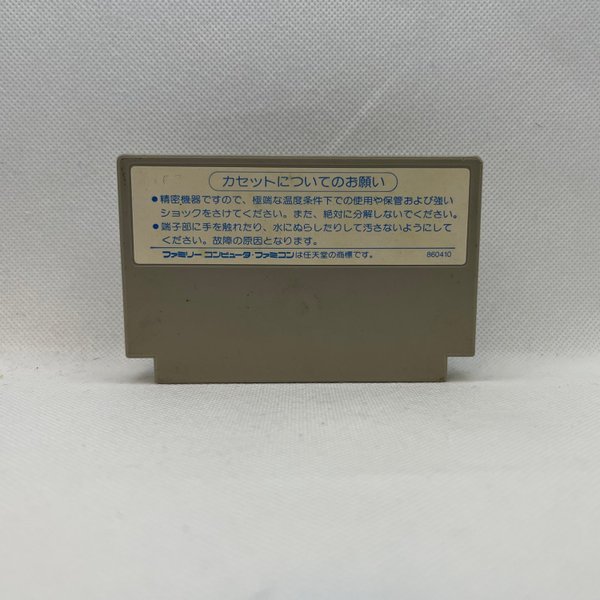 カセットについてのお願い
●精密機器ですので、極端な温度条件下での使用や保管および強い
ショックをさけてください。また、絶対に分解しないでください。
●端子部に手を触れたり、水にぬらしたりして汚さないようにして
ください。故障の原因となります。
ファミリー コンピュータ・ファミコンは任天堂の商標です。 860410